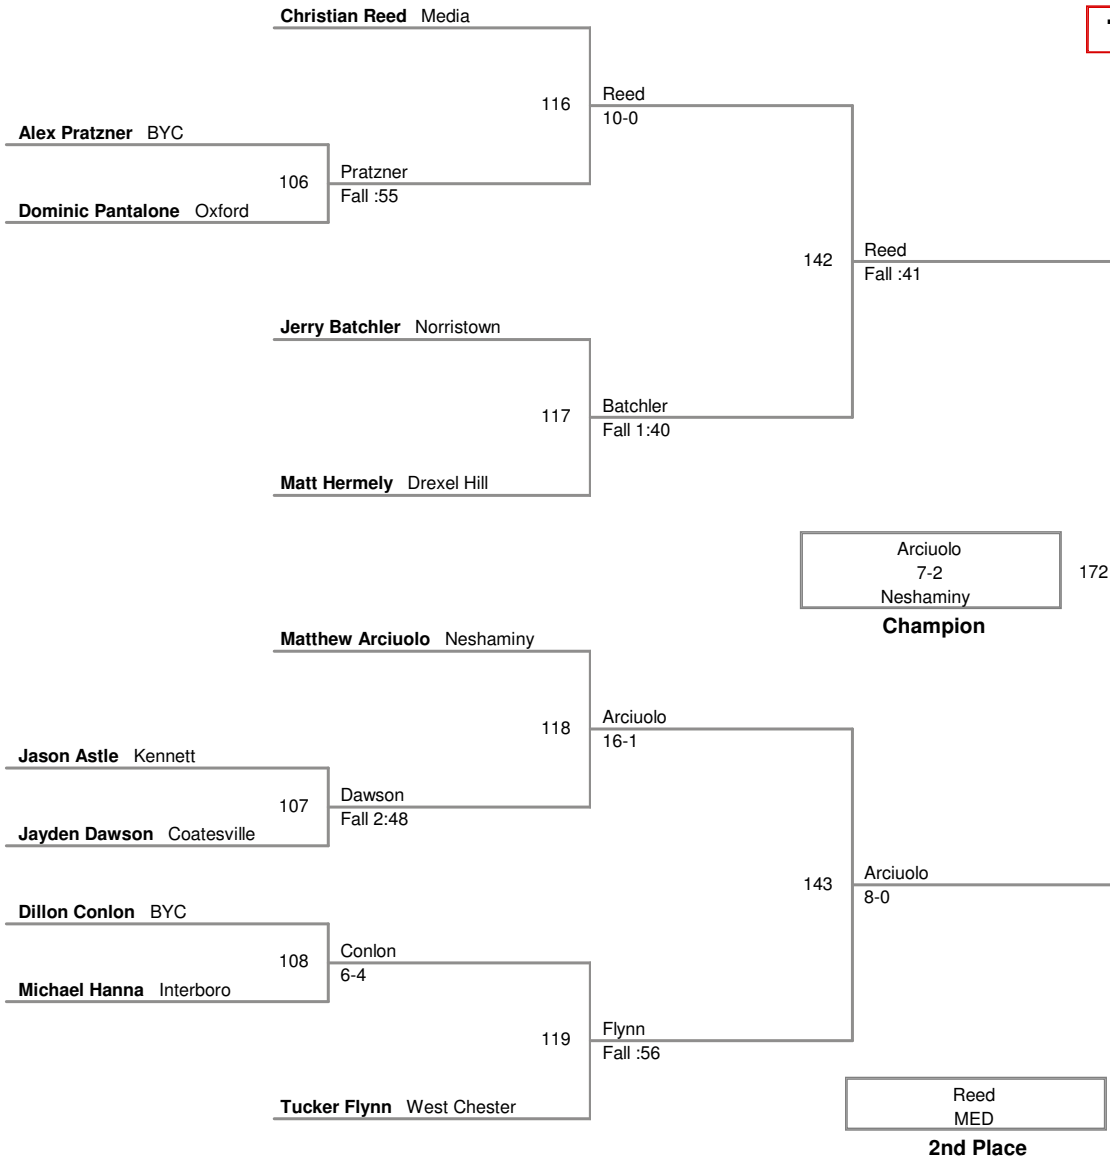 Christian Reed Media
116
Reed
10-0
Alex Pratzner BYC
106
Pratzner
Fall :55
Dominic Pantalone Oxford
142
Reed
Fall :41
Jerry Batchler Norristown
117
Batchler
Fall 1:40
Matt Hermely Drexel Hill
Arciuolo
7-2
Neshaminy
172
Champion
Matthew Arciuolo Neshaminy
118
Arciuolo
16-1
Jason Astle Kennett
107
Dawson
Fall 2:48
Jayden Dawson Coatesville
143
Arciuolo
8-0
Dillon Conlon BYC
108
Conlon
6-4
Michael Hanna Interboro
119
Flynn
Fall :56
Tucker Flynn West Chester
Reed
MED
2nd Place